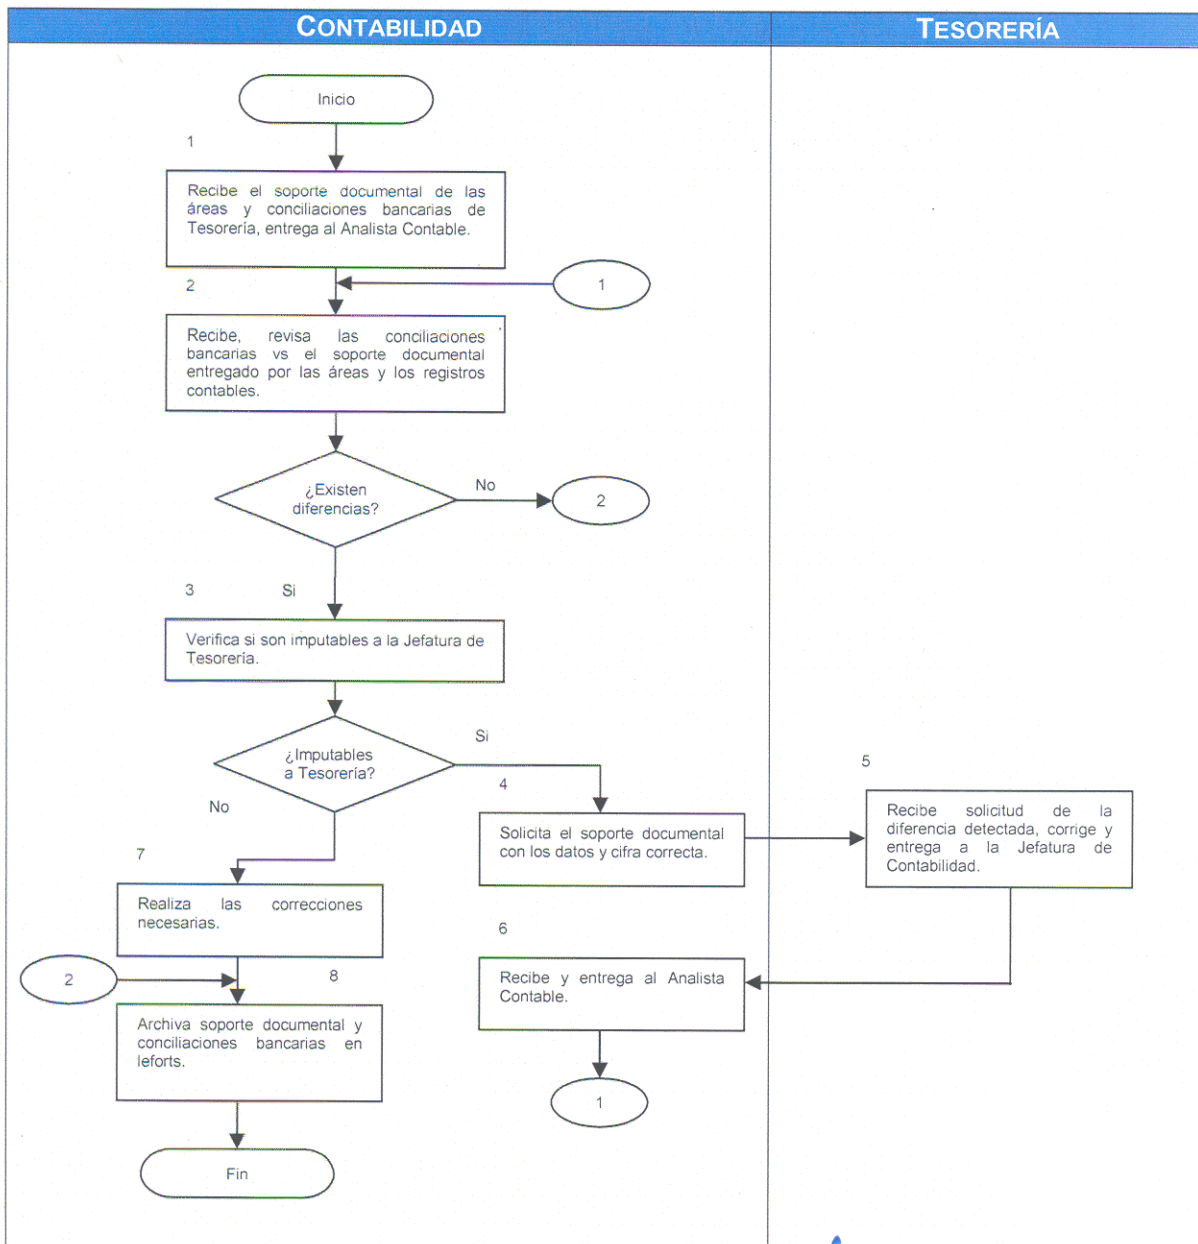 CONTABILIDAD
TESORERÍA
Inicio
1
Recibe el soporte documental de las
áreas y conciliaciones bancarias de
Tesorería, entrega al Analista Contable.
1
2
Recibe, revisa las conciliaciones
bancarias vs el soporte documental
entregado por las áreas y los registros
contables.
¿Existen
diferencias?
No
2
3
Si
Verifica si son imputables a la Jefatura de
Tesorería.
¿Imputables
a Tesorería?
Si
No
4
Solicita el soporte documental
con los datos y cifra correcta.
5
Recibe solicitud de la
diferencia detectada, corrige y
entrega a la Jefatura de
Contabilidad.
7
Realiza las correcciones
necesarias.
6
Recibe y entrega al Analista
Contable.
2
8
Archiva soporte documental y
conciliaciones bancarias en
leforts.
1
Fin